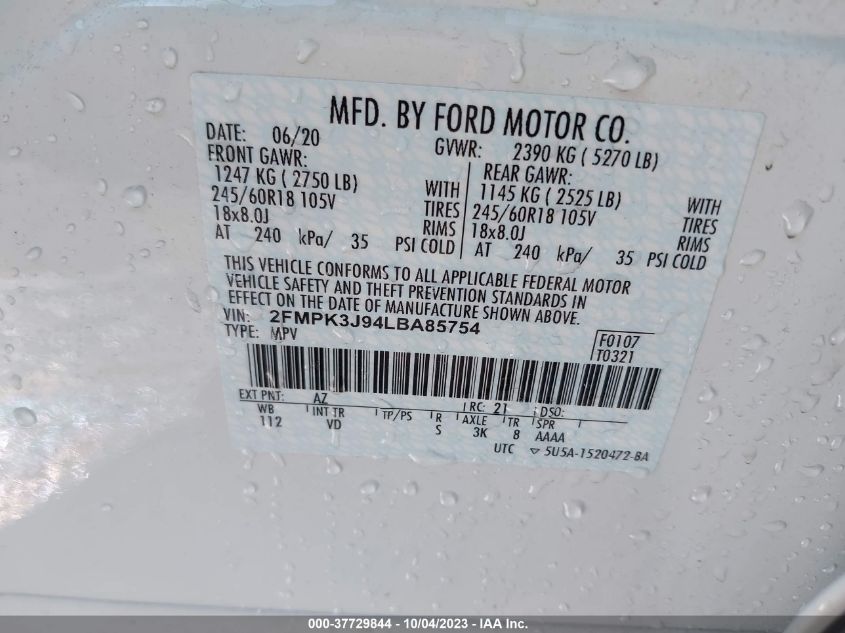 MFD. BY FORD MOTOR CO.
DATE: 06/20 GVWR: 2390 KG ( 5270 LB)
FRONT GAWR: REAR GAWR:
1247 KG ( 2750 LB) WITH 1145 KG ( 2525 LB) WITH
245/60R18 105V TIRES 245/60R18 105V TIRES
18x8.0J RIMS 18x8.0J RIMS
AT 240 kPa/ 35 PSI COLD AT 240 kPa/ 35 PSI COLD
THIS VEHICLE CONFORMS TO ALL APPLICABLE FEDERAL MOTOR
VEHICLE SAFETY AND THEFT PREVENTION STANDARDS IN
EFFECT ON THE DATE OF MANUFACTURE SHOWN ABOVE.
VIN: 2FMPK3J94LBA85754
TYPE: MPV
F0107
T0321
EXT PNT: AZ RC: 21 DSO:
WB INT TR TP/PS R AXLE TR SPR
112 VD S 3K 8 AAAA
UTC ▽ 5U5A-1520472-BA
000-37729844 - 10/04/2023 - IAA Inc.